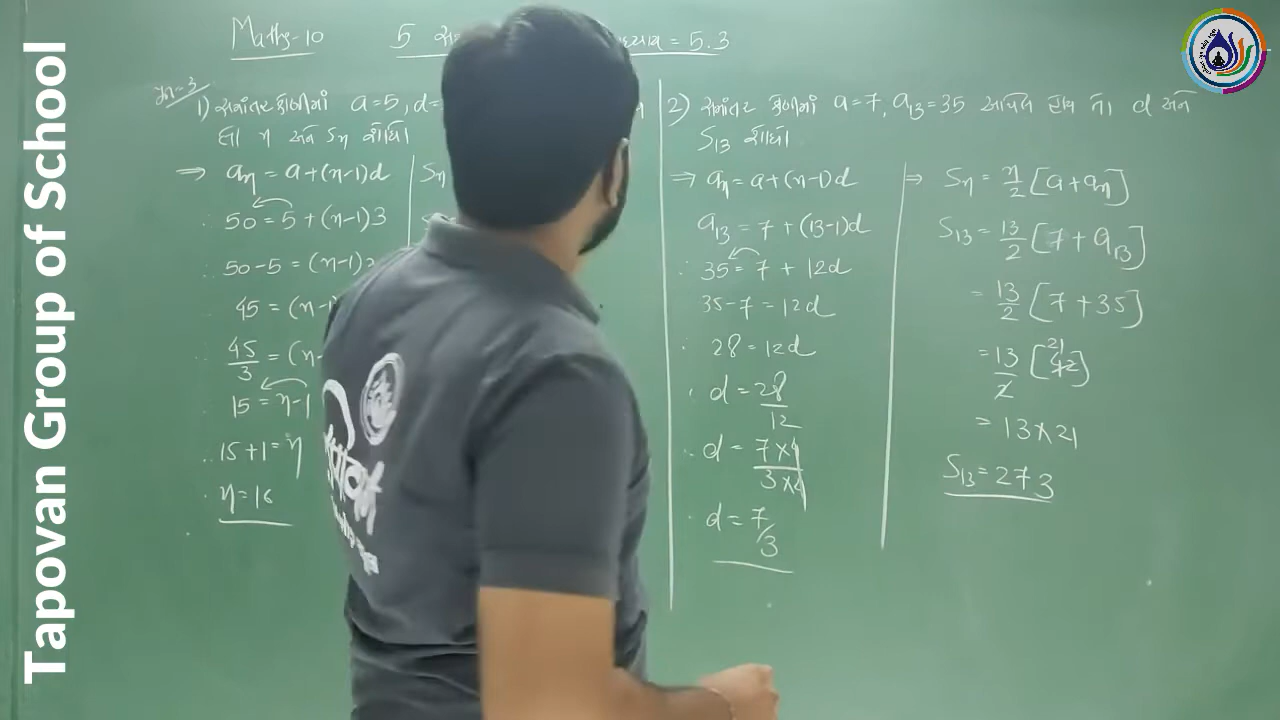 Tapovan Group of School
Maths-10 5 = 5.3
પ્ર-3
1) સમાંતર શ્રેણીમાં a=5, d=
તો n અને Sn શોધો.
⇒ an = a+(n-1)d
∴ 50 = 5+(n-1)3
∴ 50-5 = (n-1)
45 = (n-1)
45/3 = (n-
15 = n-1
∴ 15+1 = n
n=16
Sn
2) સમાંતર શ્રેણીમાં a=7, a13=35 આપેલ હોય તો d અને
S13 શોધો.
⇒ an = a+(n-1)d
a13 = 7+(13-1)d
∴ 35 = 7 + 12d
35-7 = 12d
∴ 28 = 12d
∴ d = 28/12
∴ d = 7×4/3×4
∴ d = 7/3
⇒ Sn = n/2 [a+an]
S13 = 13/2 [7+a13]
= 13/2 [7+35]
= 13/2 [42] 21
= 13×21
S13 = 273